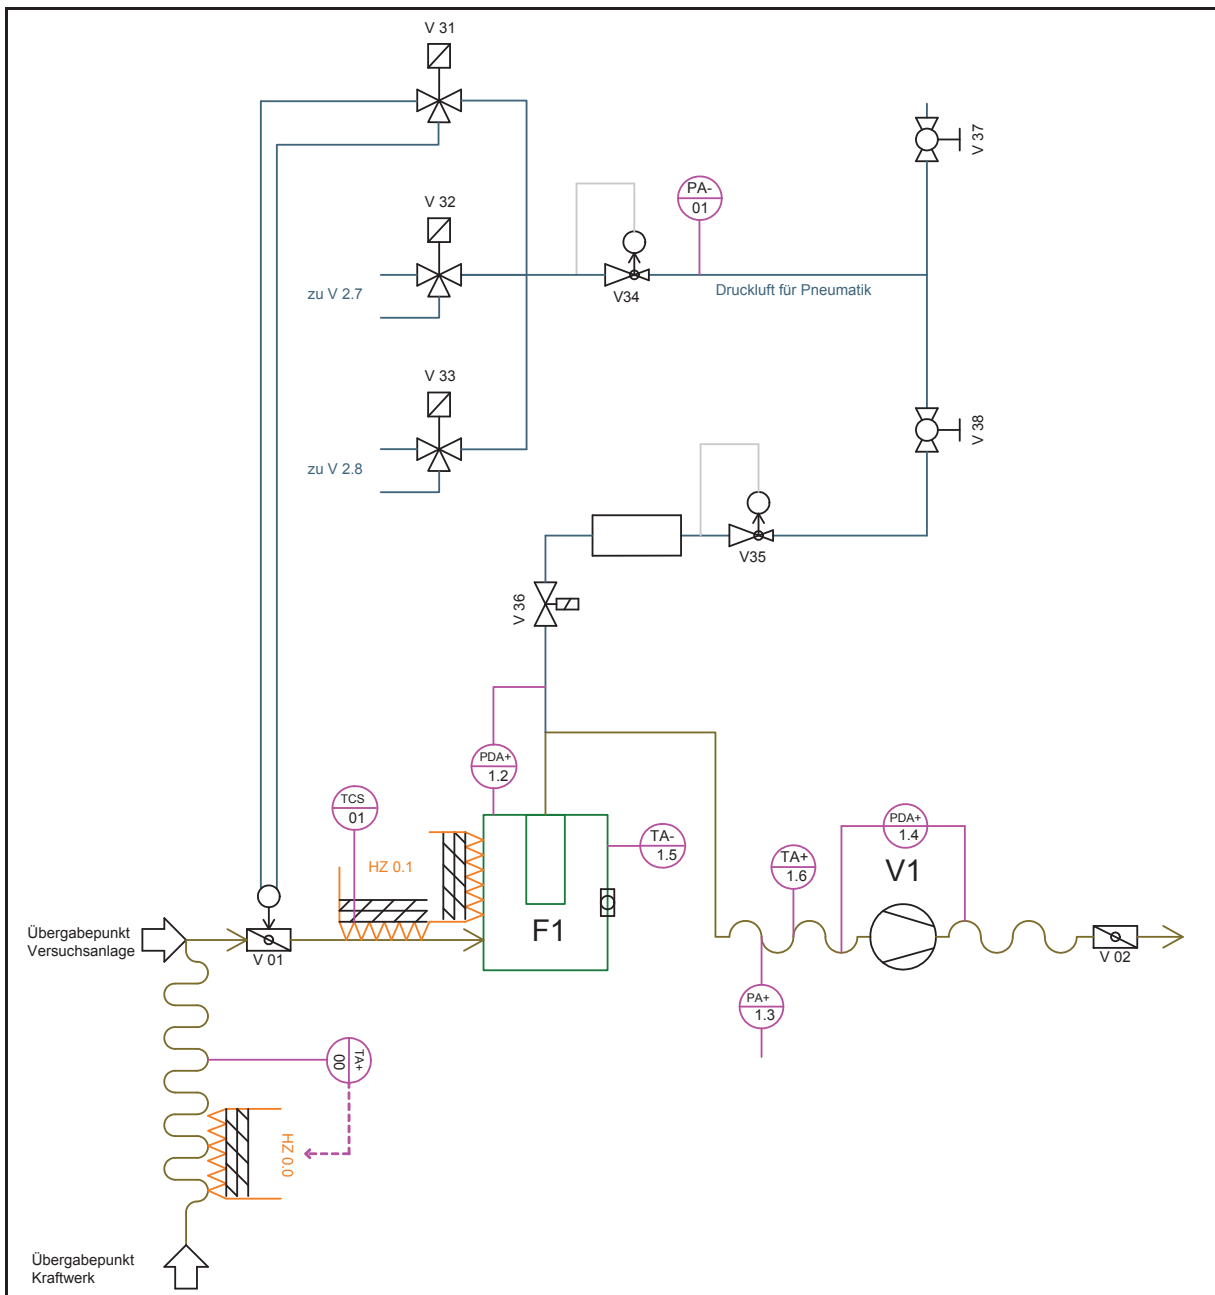 V 31
V 37
V 32
PA-
01
zu V 2.7
V34
Druckluft für Pneumatik
V 33
V 38
zu V 2.8
V35
V 36
PDA+
1.2
TCS
01
HZ 0.1
TA-
1.5
PDA+
1.4
TA+
1.6
V1
F1
Übergabepunkt
Versuchsanlage
V 01
V 02
PA+
1.3
TA+
00
HZ 0.0
Übergabepunkt
Kraftwerk